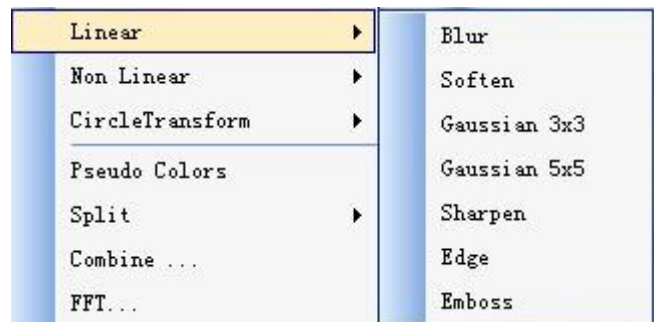 Linear
Non Linear
CircleTransform
Pseudo Colors
Split
Combine ...
FFT...
Blur
Soften
Gaussian 3x3
Gaussian 5x5
Sharpen
Edge
Emboss